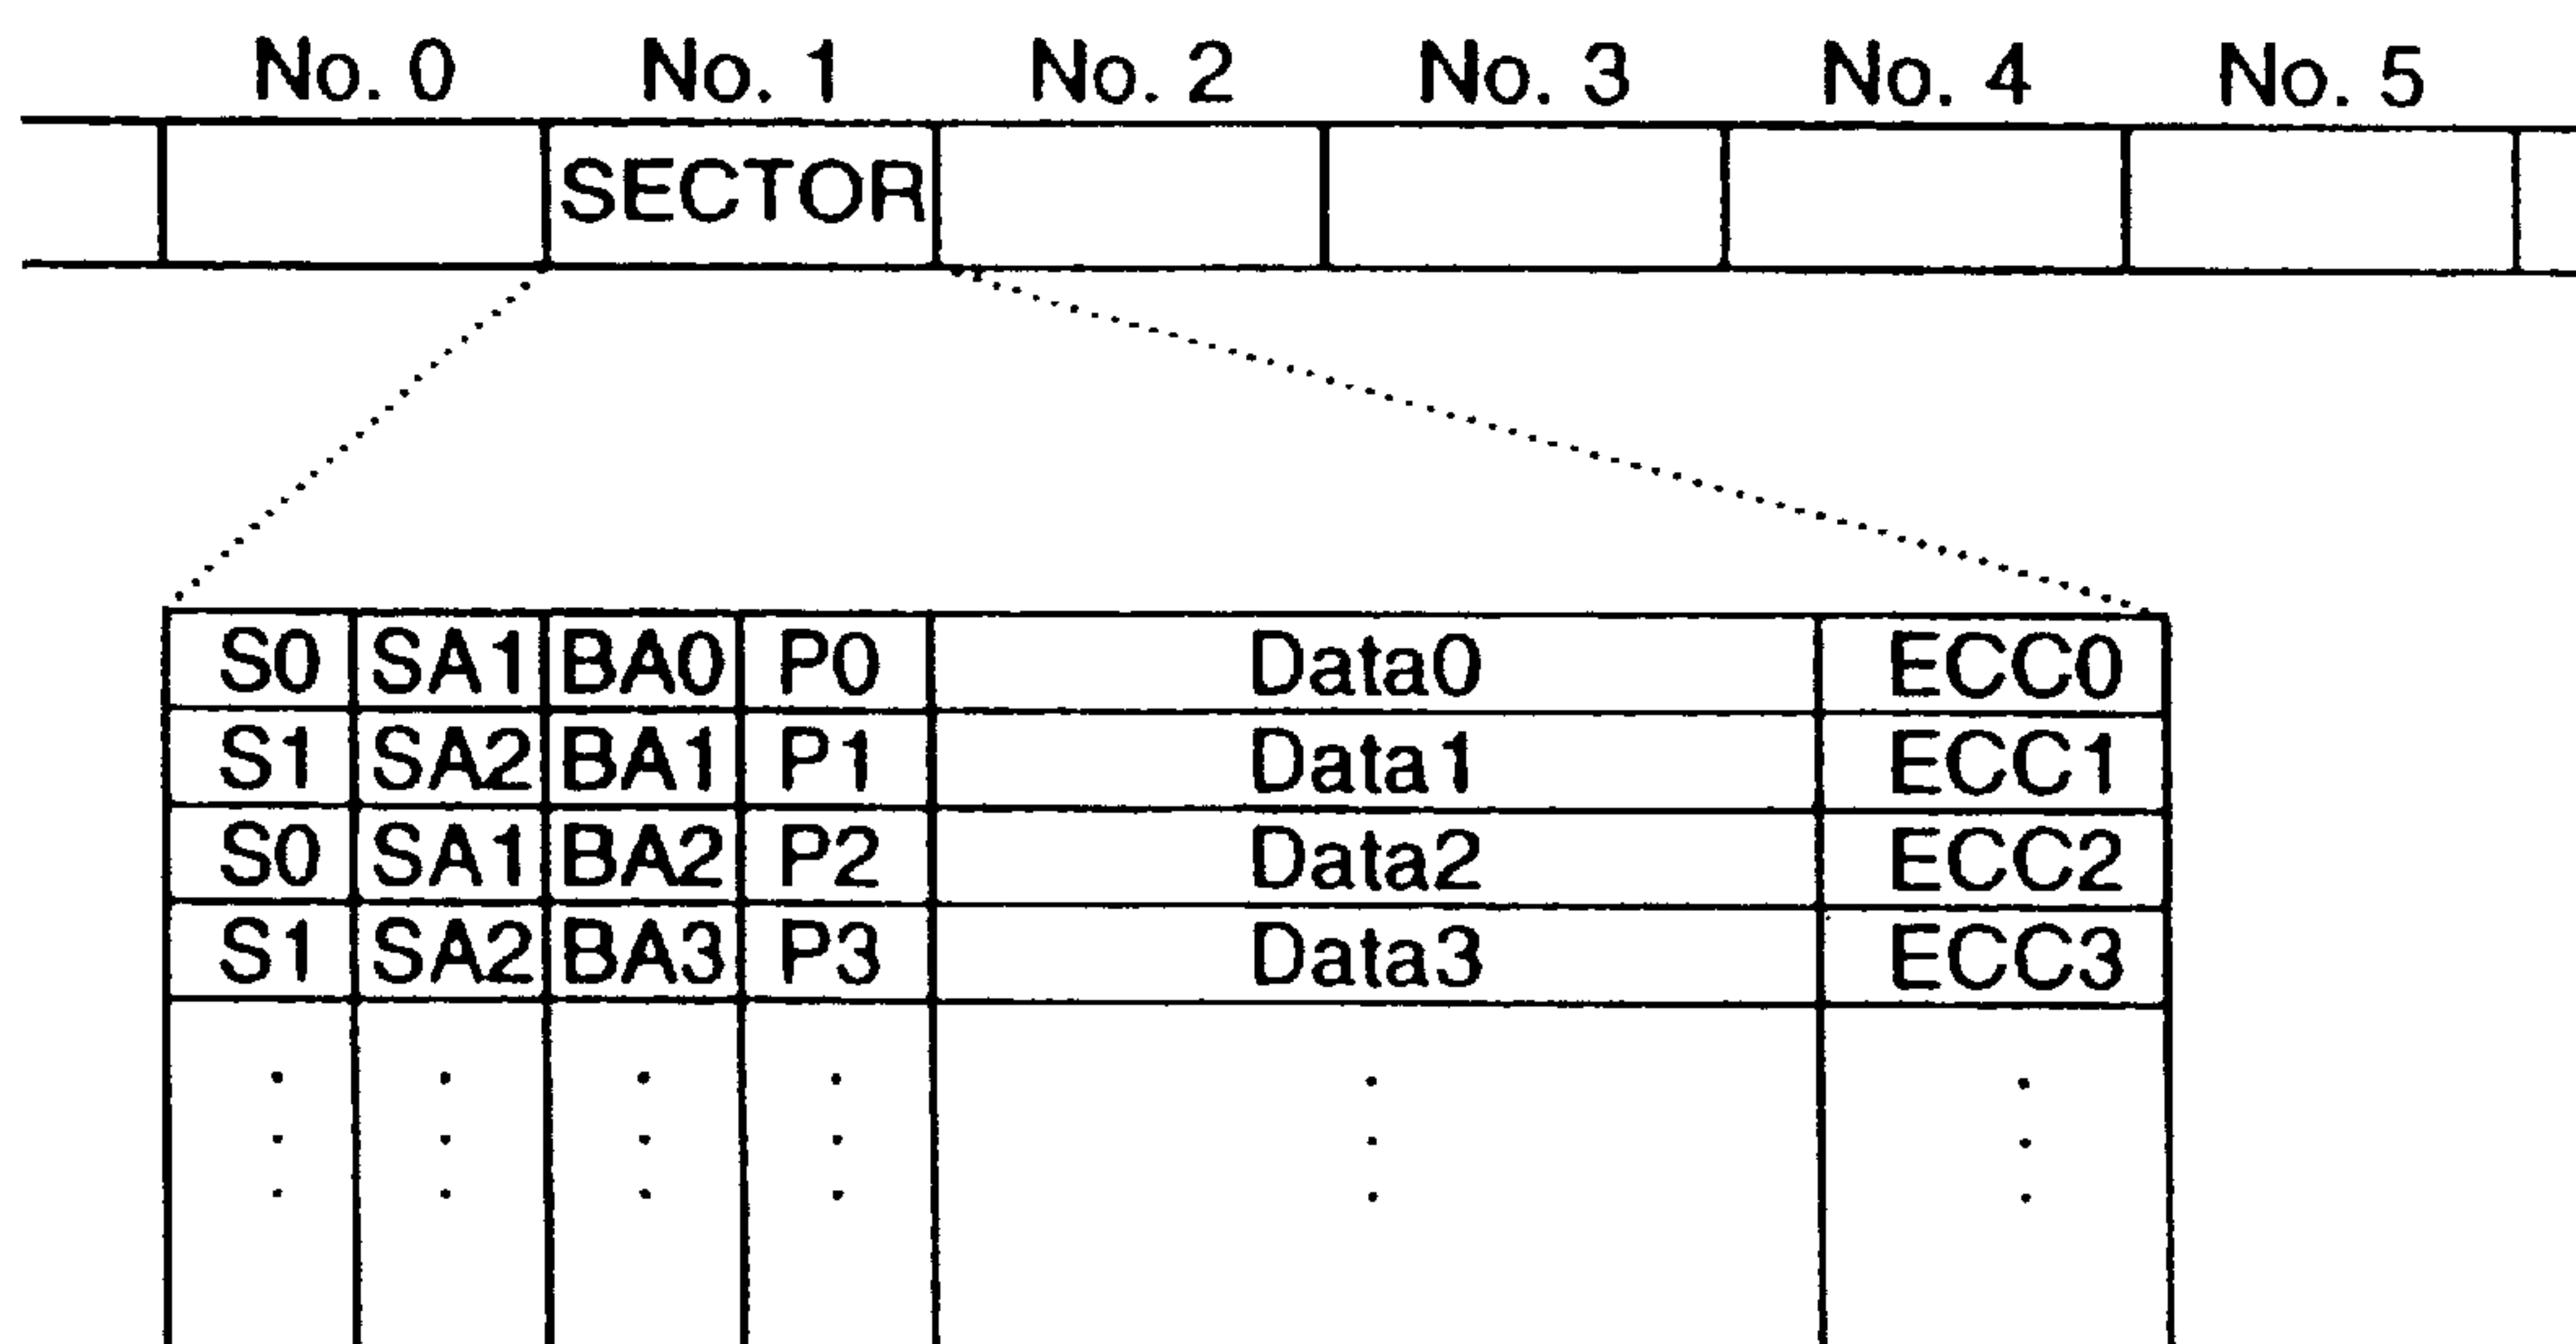 No. 0 No. 1 No. 2 No. 3 No. 4 No. 5
SECTOR
S0 SA1 BA0 P0 Data0 ECC0
S1 SA2 BA1 P1 Data1 ECC1
S0 SA1 BA2 P2 Data2 ECC2
S1 SA2 BA3 P3 Data3 ECC3